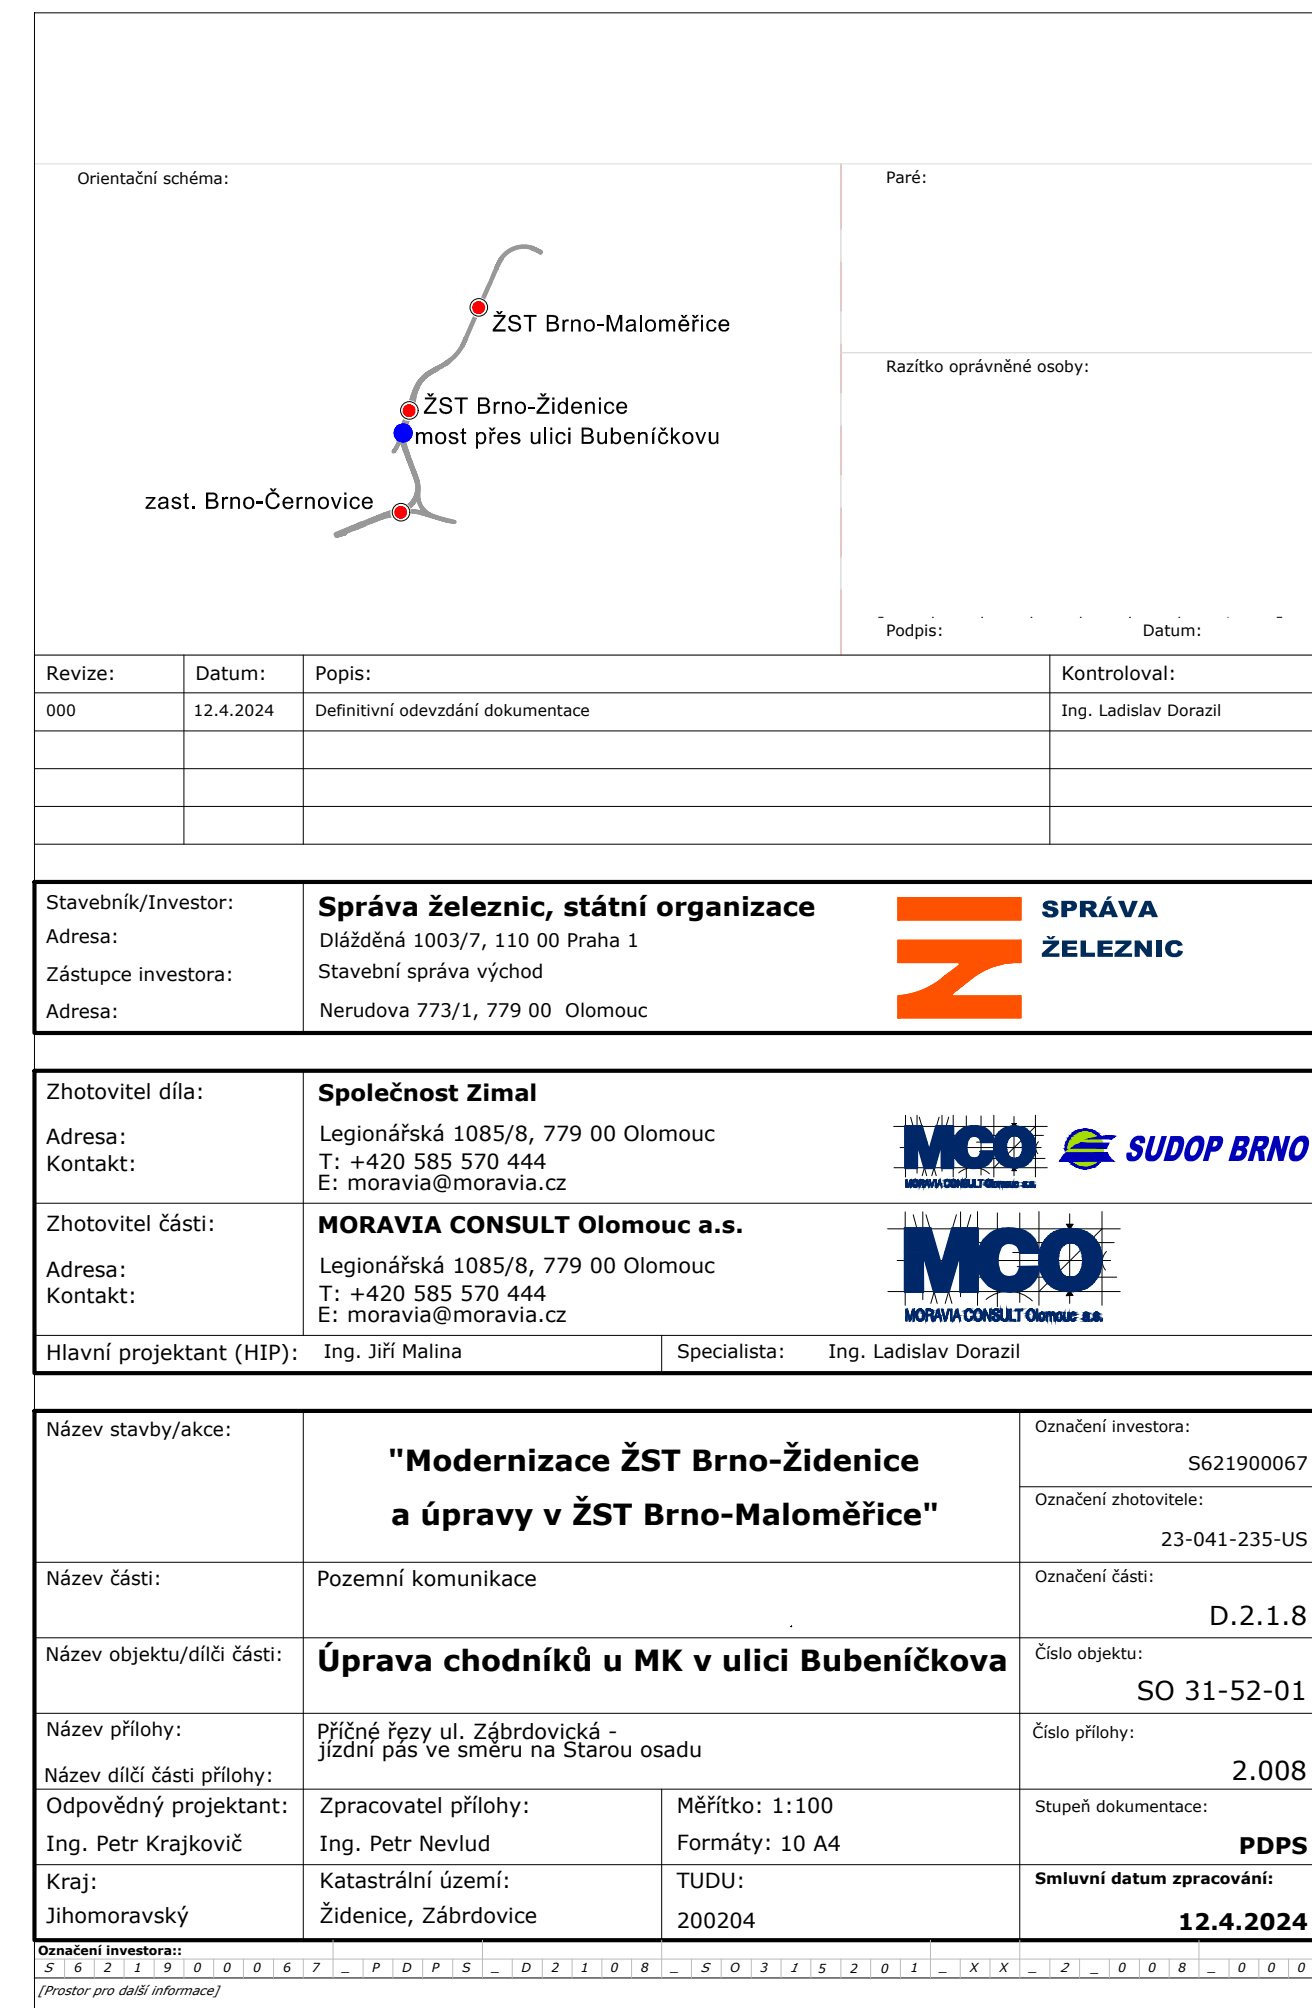 Orientační schéma:
Paré:
ŽST Brno-Maloměřice
Razítko oprávněné osoby:
ŽST Brno-Židenice
most přes ulici Bubeníčkovu
zast. Brno-Černovice
Podpis: Datum:
Revize: Datum: Popis: Kontroloval:
000 12.4.2024 Definitivní odevzdání dokumentace Ing. Ladislav Dorazil
Stavebník/Investor: Správa železnic, státní organizace
Adresa: Dlážděná 1003/7, 110 00 Praha 1
Zástupce investora: Stavební správa východ
Adresa: Nerudova 773/1, 779 00 Olomouc
SPRÁVA
ŽELEZNIC
Zhotovitel díla: Společnost Zimal
Adresa: Legionářská 1085/8, 779 00 Olomouc
Kontakt: T: +420 585 570 444
E: moravia@moravia.cz
MCO
MORAVIA CONSULT Olomouc a.s.
SUDOP BRNO
Zhotovitel části: MORAVIA CONSULT Olomouc a.s.
Adresa: Legionářská 1085/8, 779 00 Olomouc
Kontakt: T: +420 585 570 444
E: moravia@moravia.cz
MCO
MORAVIA CONSULT Olomouc a.s.
Hlavní projektant (HIP): Ing. Jiří Malina Specialista: Ing. Ladislav Dorazil
Název stavby/akce:
"Modernizace ŽST Brno-Židenice
a úpravy v ŽST Brno-Maloměřice"
Označení investora:
S621900067
Označení zhotovitele:
23-041-235-US
Název části: Pozemní komunikace
Označení části:
D.2.1.8
Název objektu/dílči části: Úprava chodníků u MK v ulici Bubeníčkova
Číslo objektu:
SO 31-52-01
Název přílohy: Příčné řezy ul. Zábrdovická -
jízdní pás ve směru na Starou osadu
Název dílčí části přílohy:
Číslo přílohy:
2.008
Odpovědný projektant: Zpracovatel přílohy: Měřítko: 1:100 Stupeň dokumentace:
Ing. Petr Krajkovič Ing. Petr Nevlud Formáty: 10 A4 PDPS
Kraj: Katastrální území: TUDU: Smluvní datum zpracování:
Jihomoravský Židenice, Zábrdovice 200204 12.4.2024
Označení investora::
S 6 2 1 9 0 0 0 6 7 _ P D P S _ D 2 1 0 8 _ S O 3 1 5 2 0 1 _ X X _ 2 _ 0 0 8 _ 0 0 0
[Prostor pro další informace]